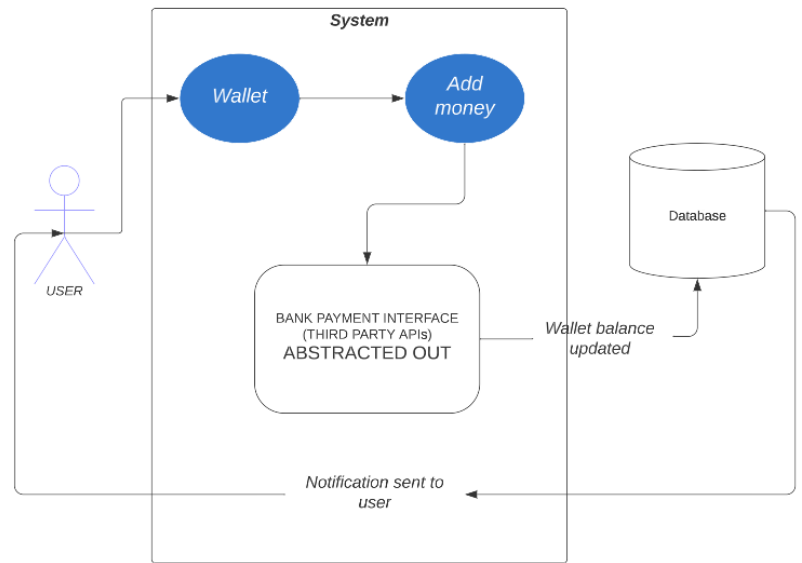 System
Wallet
Add
money
Database
USER
BANK PAYMENT INTERFACE
(THIRD PARTY APIs)
ABSTRACTED OUT
Wallet balance
updated
Notification sent to
user